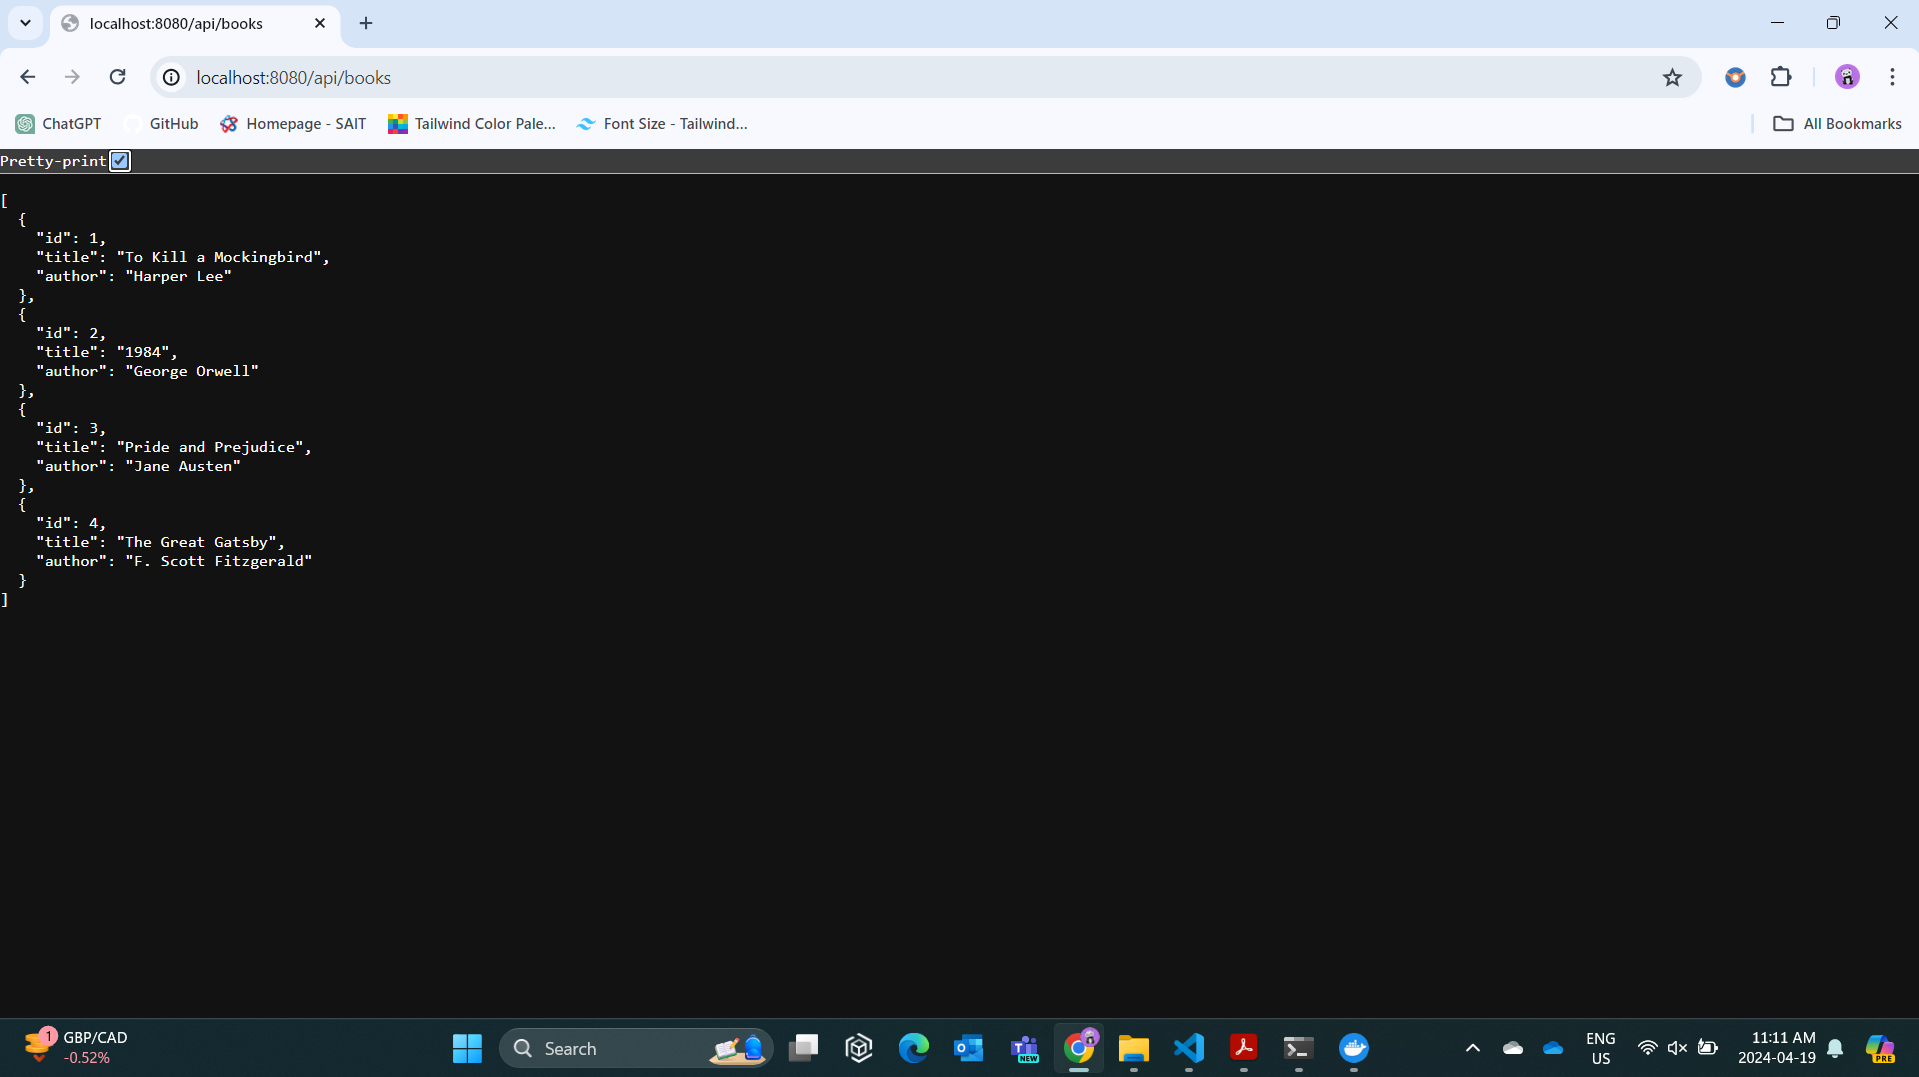 localhost:8080/api/books
localhost:8080/api/books
ChatGPT GitHub Homepage - SAIT Tailwind Color Pale... Font Size - Tailwind... All Bookmarks
Pretty-print
[
  {
    "id": 1,
    "title": "To Kill a Mockingbird",
    "author": "Harper Lee"
  },
  {
    "id": 2,
    "title": "1984",
    "author": "George Orwell"
  },
  {
    "id": 3,
    "title": "Pride and Prejudice",
    "author": "Jane Austen"
  },
  {
    "id": 4,
    "title": "The Great Gatsby",
    "author": "F. Scott Fitzgerald"
  }
]
1 GBP/CAD
-0.52%
Search
NEW
ENG
US
11:11 AM
2024-04-19
PRE